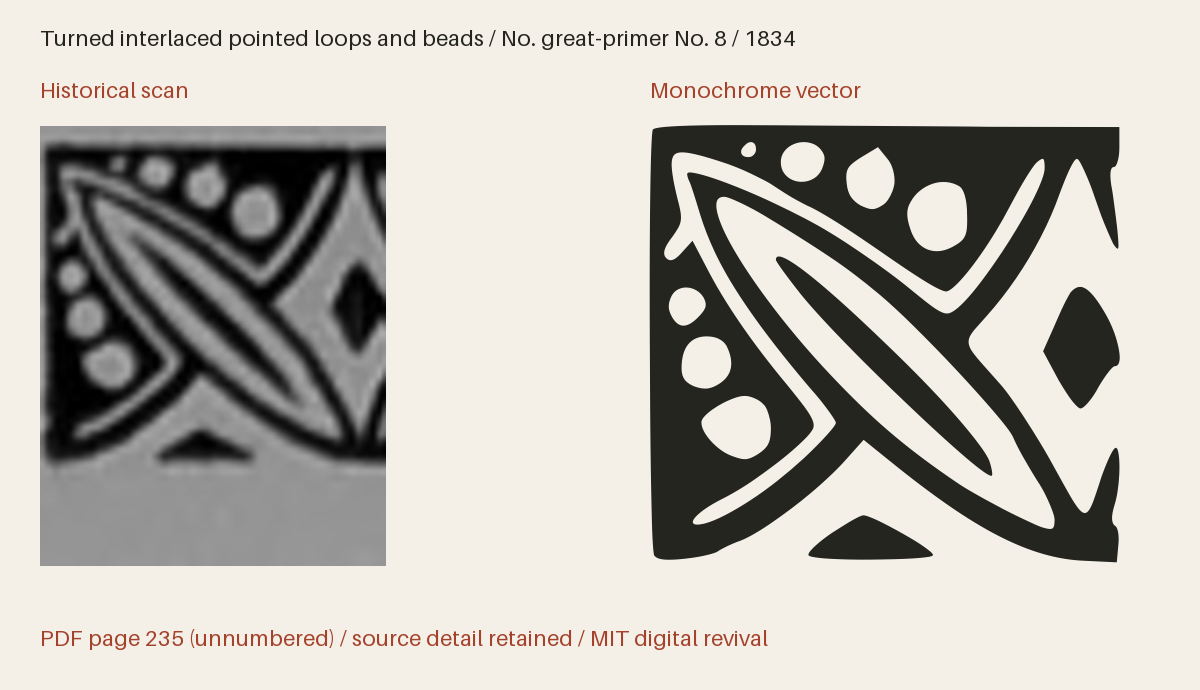 Turned interlaced pointed loops and beads / No. great-primer No. 8 / 1834
Historical scan
Monochrome vector
PDF page 235 (unnumbered) / source detail retained / MIT digital revival